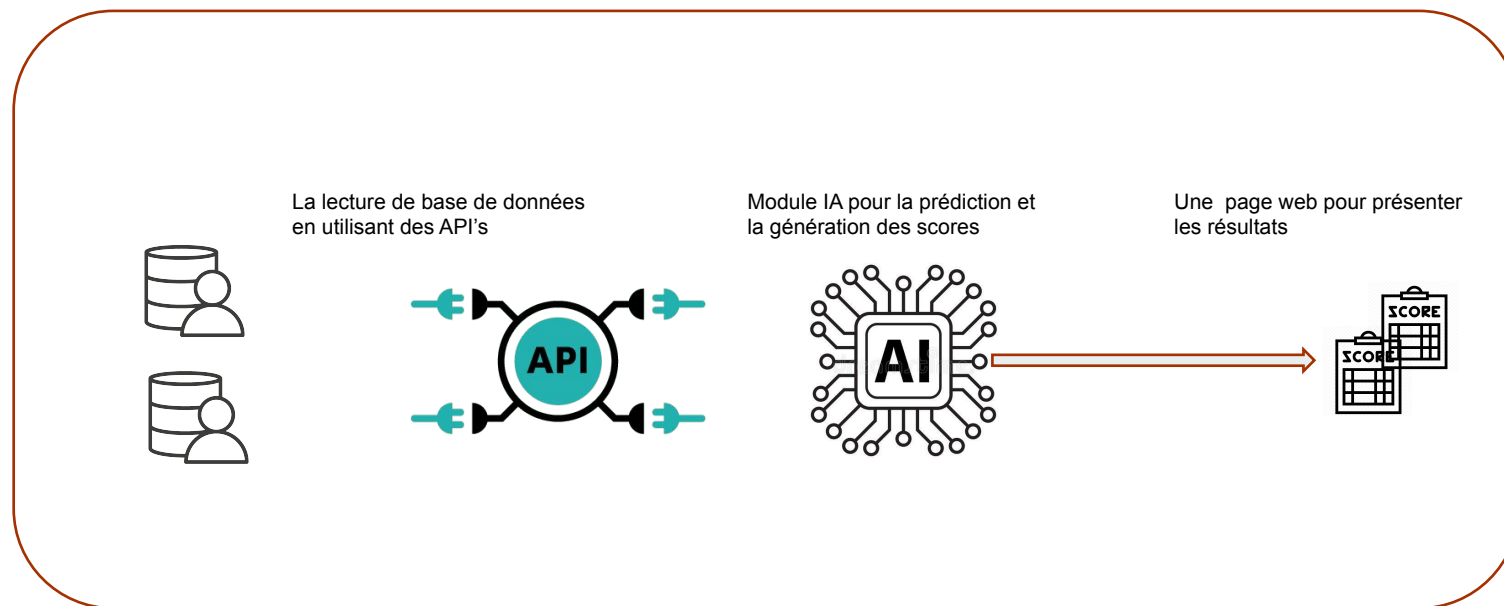 La lecture de base de données
en utilisant des API's
Module IA pour la prédiction et
la génération des scores
Une  page web pour présenter
les résultats
API
AI
SCORE
SCORE